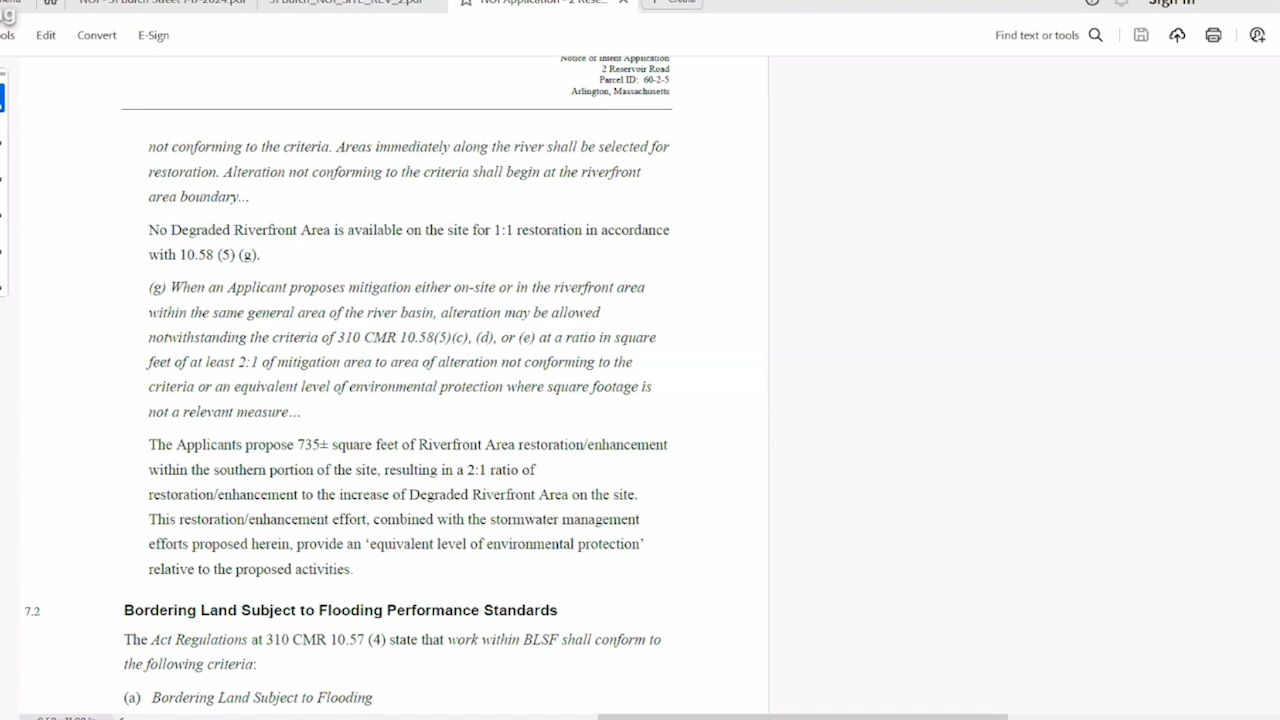 Sign in
ols Edit Convert E-Sign Find text or tools
Notice of Intent Application
2 Reservoir Road
Parcel ID: 60-2-5
Arlington, Massachusetts
not conforming to the criteria. Areas immediately along the river shall be selected for
restoration. Alteration not conforming to the criteria shall begin at the riverfront
area boundary…
No Degraded Riverfront Area is available on the site for 1:1 restoration in accordance
with 10.58 (5) (g).
(g) When an Applicant proposes mitigation either on-site or in the riverfront area
within the same general area of the river basin, alteration may be allowed
notwithstanding the criteria of 310 CMR 10.58(5)(c), (d), or (e) at a ratio in square
feet of at least 2:1 of mitigation area to area of alteration not conforming to the
criteria or an equivalent level of environmental protection where square footage is
not a relevant measure…
The Applicants propose 735± square feet of Riverfront Area restoration/enhancement
within the southern portion of the site, resulting in a 2:1 ratio of
restoration/enhancement to the increase of Degraded Riverfront Area on the site.
This restoration/enhancement effort, combined with the stormwater management
efforts proposed herein, provide an ‘equivalent level of environmental protection’
relative to the proposed activities.
7.2 Bordering Land Subject to Flooding Performance Standards
The Act Regulations at 310 CMR 10.57 (4) state that work within BLSF shall conform to
the following criteria:
(a) Bordering Land Subject to Flooding